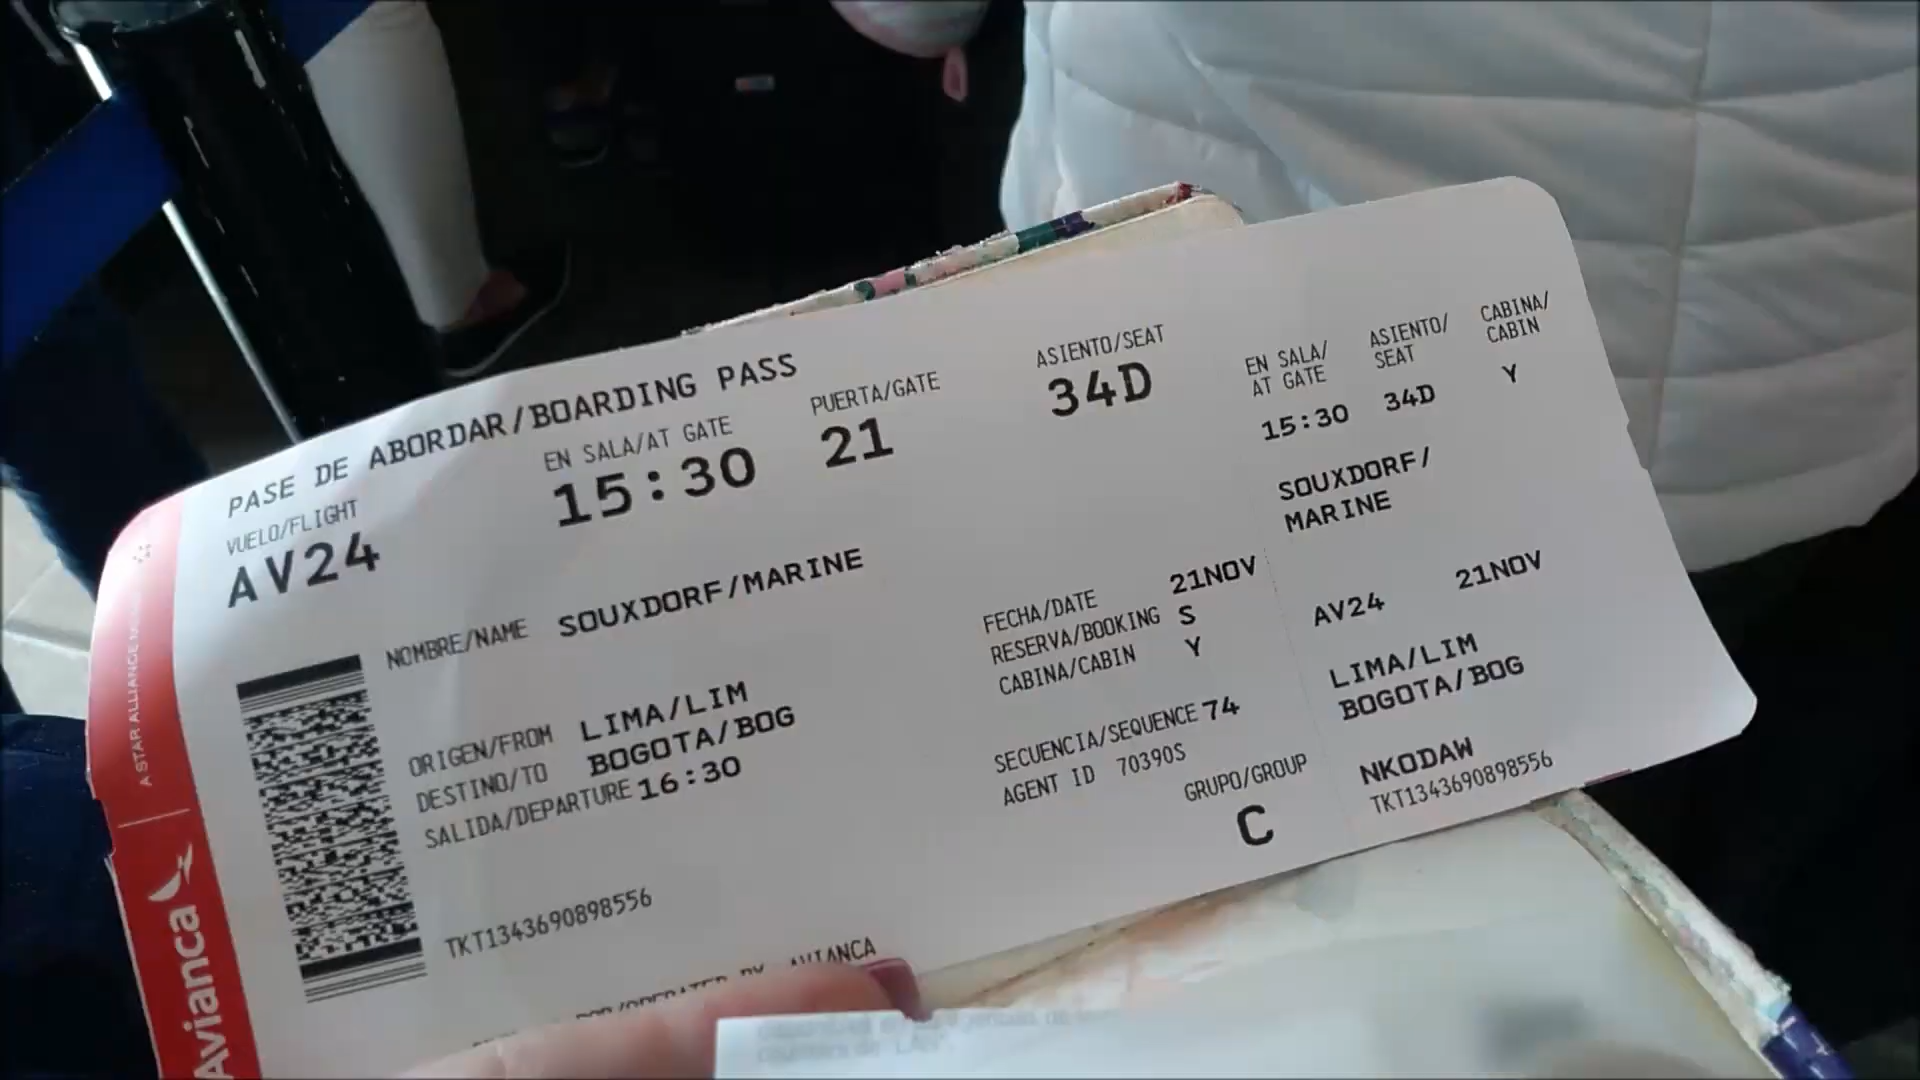 PASE DE ABORDAR/BOARDING PASS
VUELO/FLIGHT
AV24
EN SALA/AT GATE
15:30
PUERTA/GATE
21
ASIENTO/SEAT
34D
NOMBRE/NAME SOUXDORF/MARINE
ORIGEN/FROM LIMA/LIM
DESTINO/TO BOGOTA/BOG
SALIDA/DEPARTURE 16:30
TKT1343690898556
FECHA/DATE 21NOV
RESERVA/BOOKING S
CABINA/CABIN Y
SECUENCIA/SEQUENCE 74
AGENT ID 70390S
GRUPO/GROUP
C
EN SALA/
AT GATE
15:30
ASIENTO/
SEAT
34D
CABINA/
CABIN
Y
SOUXDORF/
MARINE
AV24 21NOV
LIMA/LIM
BOGOTA/BOG
NKODAW
TKT1343690898556
OPERATED BY AVIANCA
A STAR ALLIANCE
Avianca